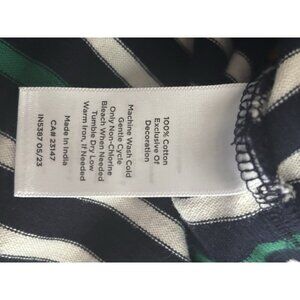 100% Cotton
Exclusive Of
Decoration
Machine Wash Cold
Gentle Cycle
Only Non-Chlorine
Bleach When Needed
Tumble Dry Low
Warm Iron, If Needed
Made In India
CA# 23147
IN5387 05/23